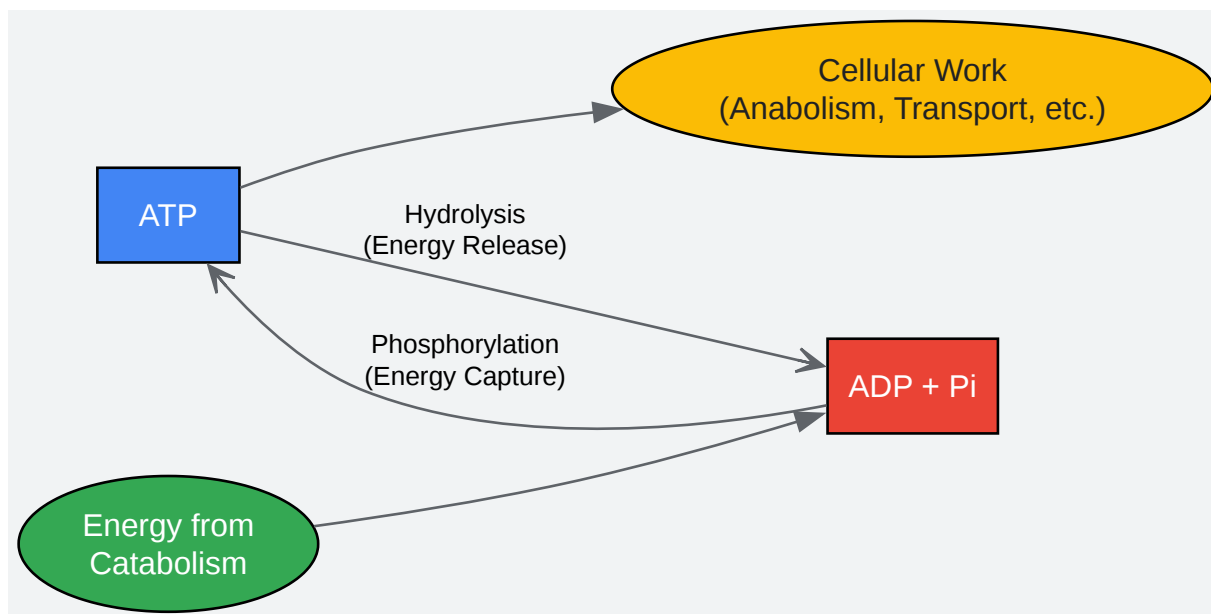 Cellular Work
(Anabolism, Transport, etc.)
ATP
Hydrolysis
(Energy Release)
Phosphorylation
(Energy Capture)
ADP + Pi
Energy from
Catabolism